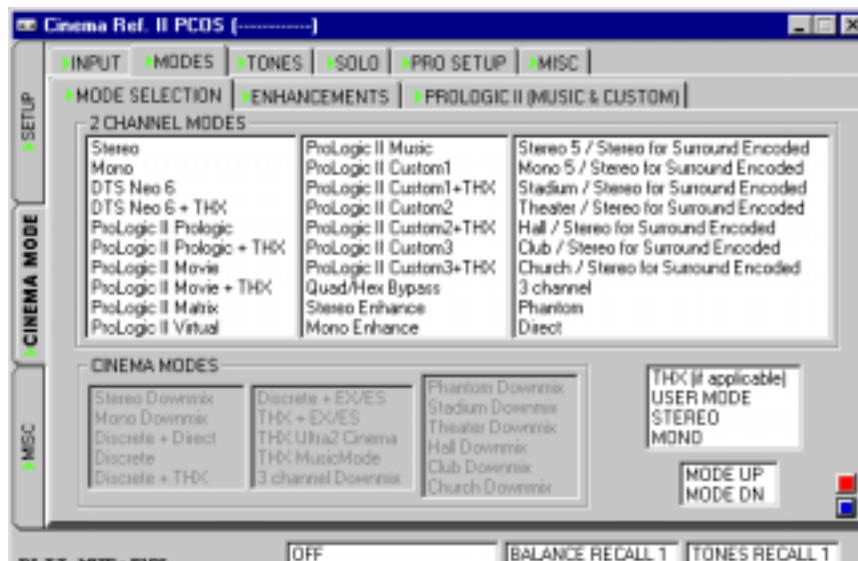 Cinema Ref. II PCOS (------------)
INPUT MODES TONES SOLO PRO SETUP MISC
MODE SELECTION ENHANCEMENTS PROLOGIC II (MUSIC & CUSTOM)
SETUP
CINEMA MODE
MISC
2 CHANNEL MODES
Stereo
Mono
DTS Neo 6
DTS Neo 6 + THX
ProLogic II Prologic
ProLogic II Prologic + THX
ProLogic II Movie
ProLogic II Movie + THX
ProLogic II Matrix
ProLogic II Virtual
ProLogic II Music
ProLogic II Custom1
ProLogic II Custom1+THX
ProLogic II Custom2
ProLogic II Custom2+THX
ProLogic II Custom3
ProLogic II Custom3+THX
Quad/Hex Bypass
Stereo Enhance
Mono Enhance
Stereo 5 / Stereo for Surround Encoded
Mono 5 / Stereo for Surround Encoded
Stadium / Stereo for Surround Encoded
Theater / Stereo for Surround Encoded
Hall / Stereo for Surround Encoded
Club / Stereo for Surround Encoded
Church / Stereo for Surround Encoded
3 channel
Phantom
Direct
CINEMA MODES
Stereo Downmix
Mono Downmix
Discrete + Direct
Discrete
Discrete + THX
Discrete + EX/ES
THX + EX/ES
THX Ultra2 Cinema
THX MusicMode
3 channel Downmix
Phantom Downmix
Stadium Downmix
Theater Downmix
Hall Downmix
Club Downmix
Church Downmix
THX (if applicable)
USER MODE
STEREO
MONO
MODE UP
MODE DN
OFF
BALANCE RECALL 1
TONES RECALL 1